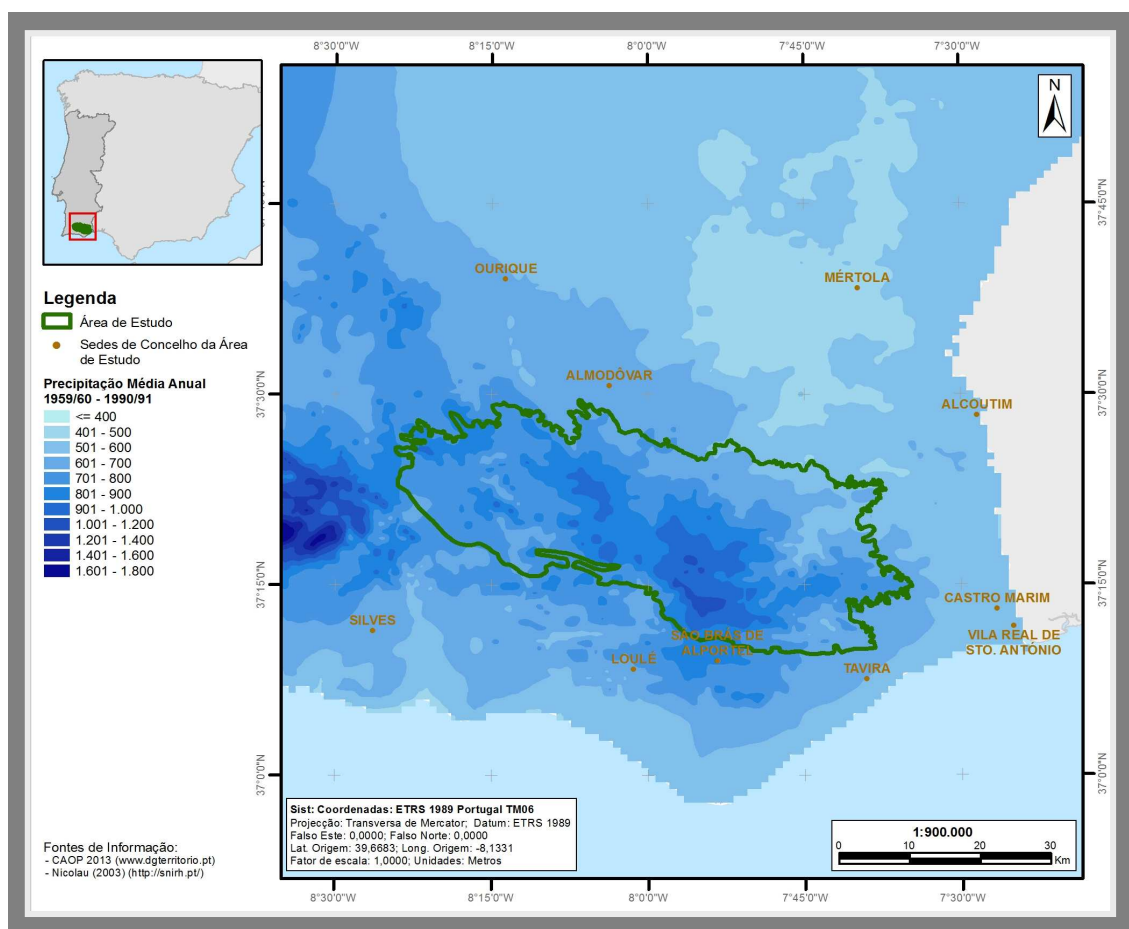 8°30'0"W 8°15'0"W 8°0'0"W 7°45'0"W 7°30'0"W
N
37°45'0"N
37°45'0"N
OURIQUE
MÉRTOLA
Legenda
Área de Estudo
Sedes de Concelho da Área
de Estudo
Precipitação Média Anual
1959/60 - 1990/91
<= 400
401 - 500
501 - 600
601 - 700
701 - 800
801 - 900
901 - 1.000
1.001 - 1.200
1.201 - 1.400
1.401 - 1.600
1.601 - 1.800
ALMODÔVAR
37°30'0"N
37°30'0"N
ALCOUTIM
37°15'0"N
37°15'0"N
CASTRO MARIM
SILVES
VILA REAL DE
STO. ANTÓNIO
SÃO BRÁS DE
ALPORTEL
LOULÉ
TAVIRA
37°0'0"N
37°0'0"N
Sist: Coordenadas: ETRS 1989 Portugal TM06
Projecção: Transversa de Mercator; Datum: ETRS 1989
Falso Este: 0,0000; Falso Norte: 0,0000
Lat. Origem: 39,6683; Long. Origem: -8,1331
Fator de escala: 1,0000; Unidades: Metros
1:900.000
0 10 20 30
Km
Fontes de Informação:
- CAOP 2013 (www.dgterritorio.pt)
- Nicolau (2003) (http://snirh.pt/)
8°30'0"W 8°15'0"W 8°0'0"W 7°45'0"W 7°30'0"W